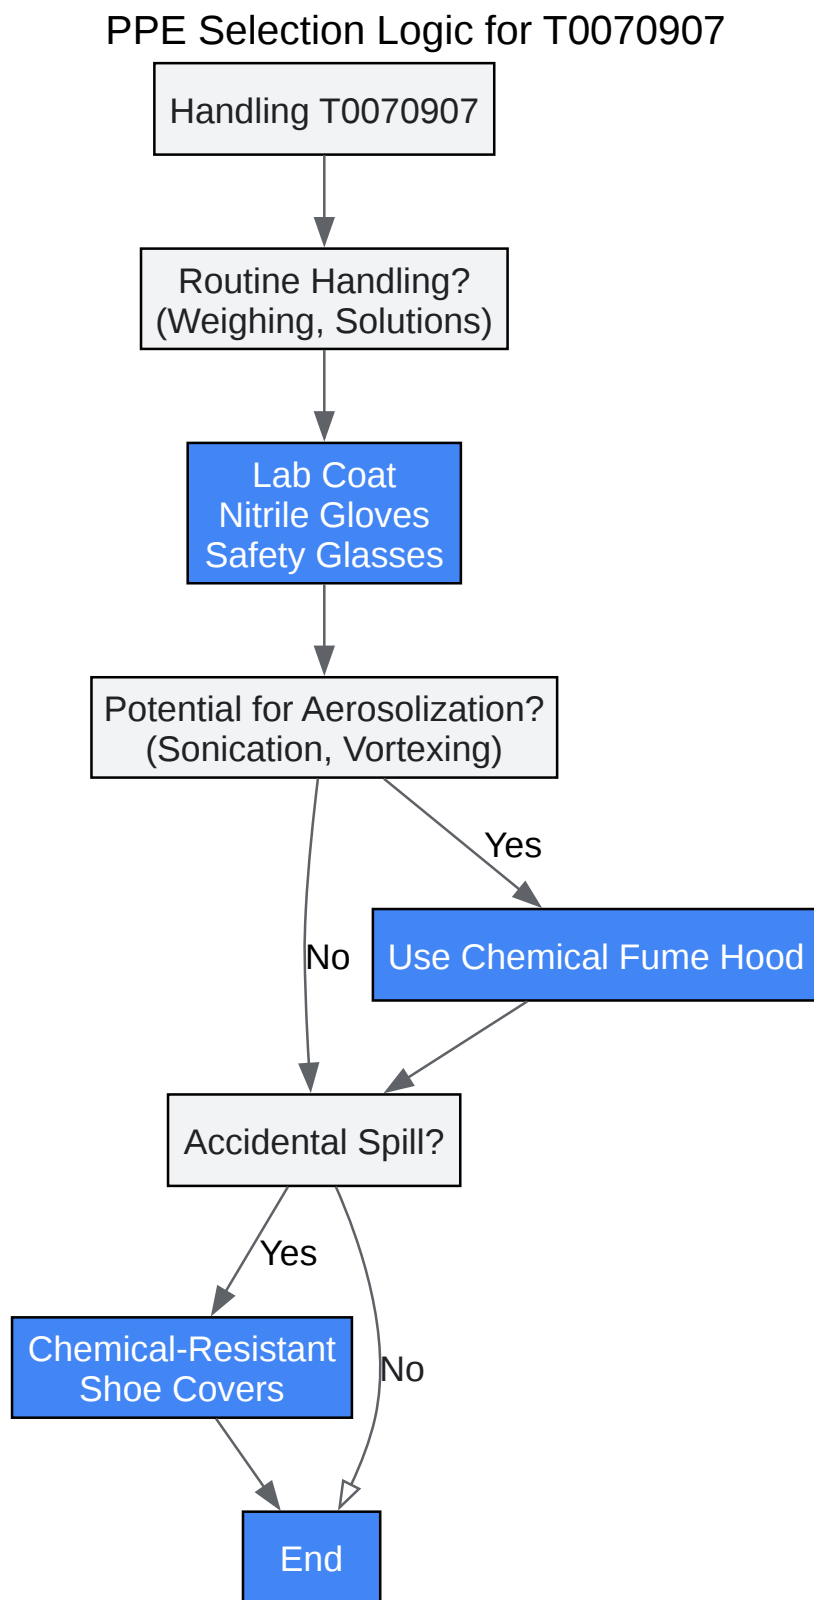 PPE Selection Logic for T0070907
Handling T0070907
Routine Handling?
(Weighing, Solutions)
Lab Coat
Nitrile Gloves
Safety Glasses
Potential for Aerosolization?
(Sonication, Vortexing)
Yes
No
Use Chemical Fume Hood
Accidental Spill?
Yes
Chemical-Resistant
Shoe Covers
No
End